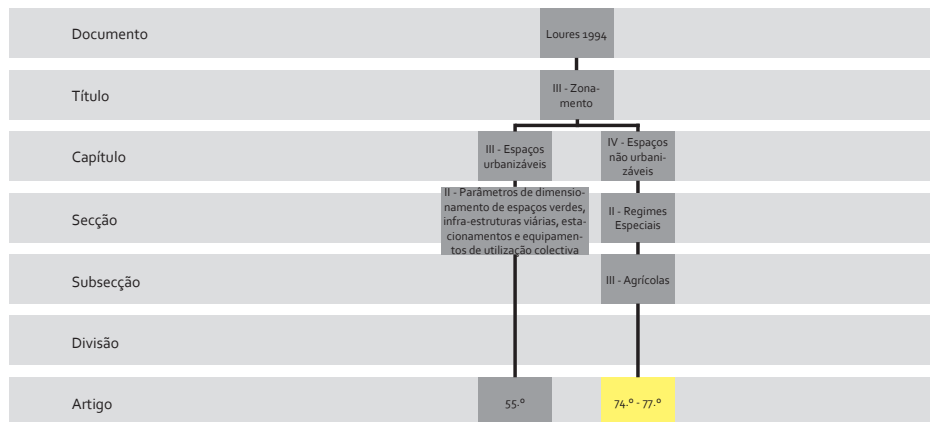 Documento
Loures 1994
Título
III - Zona-
mento
Capítulo
III - Espaços
urbanizáveis
IV - Espaços
não urbani-
záveis
Secção
II - Parâmetros de dimensio-
namento de espaços verdes,
infra-estruturas viárias, esta-
cionamentos e equipamen-
tos de utilização colectiva
II - Regimes
Especiais
Subsecção
III - Agrícolas
Divisão
Artigo
55.º
74.º - 77.º